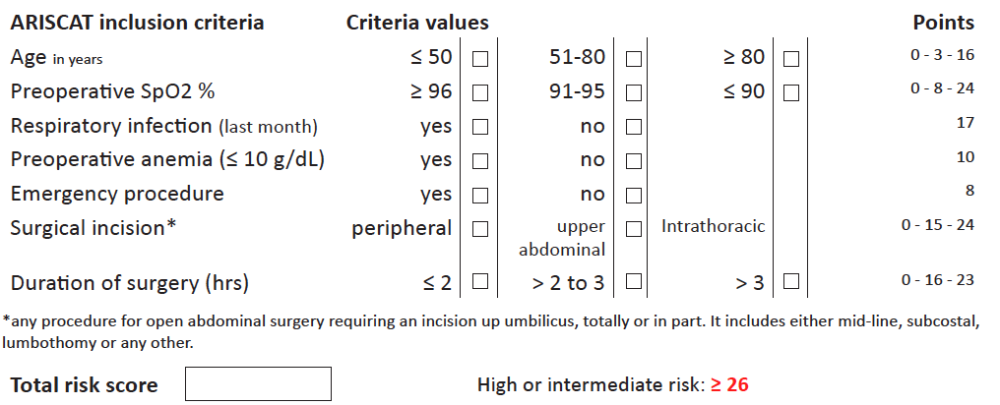 ARISCAT inclusion criteria Criteria values Points
Age in years ≤ 50 51-80 ≥ 80 0 - 3 - 16
Preoperative SpO2 % ≥ 96 91-95 ≤ 90 0 - 8 - 24
Respiratory infection (last month) yes no 17
Preoperative anemia (≤ 10 g/dL) yes no 10
Emergency procedure yes no 8
Surgical incision* peripheral upper abdominal Intrathoracic 0 - 15 - 24
Duration of surgery (hrs) ≤ 2 > 2 to 3 > 3 0 - 16 - 23
*any procedure for open abdominal surgery requiring an incision up umbilicus, totally or in part. It includes either mid-line, subcostal,
lumbothomy or any other.
Total risk score High or intermediate risk: ≥ 26